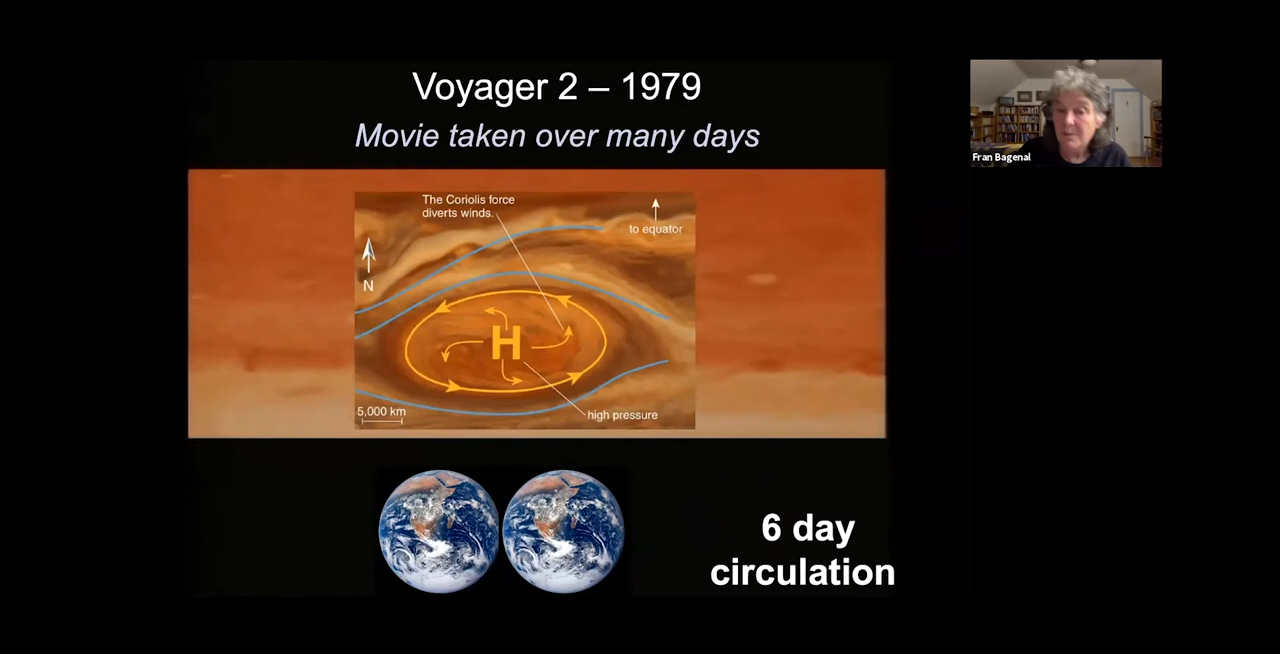 Voyager 2 – 1979
Movie taken over many days
The Coriolis force
diverts winds.
to equator
N
H
5,000 km
high pressure
6 day
circulation
Fran Bagenal